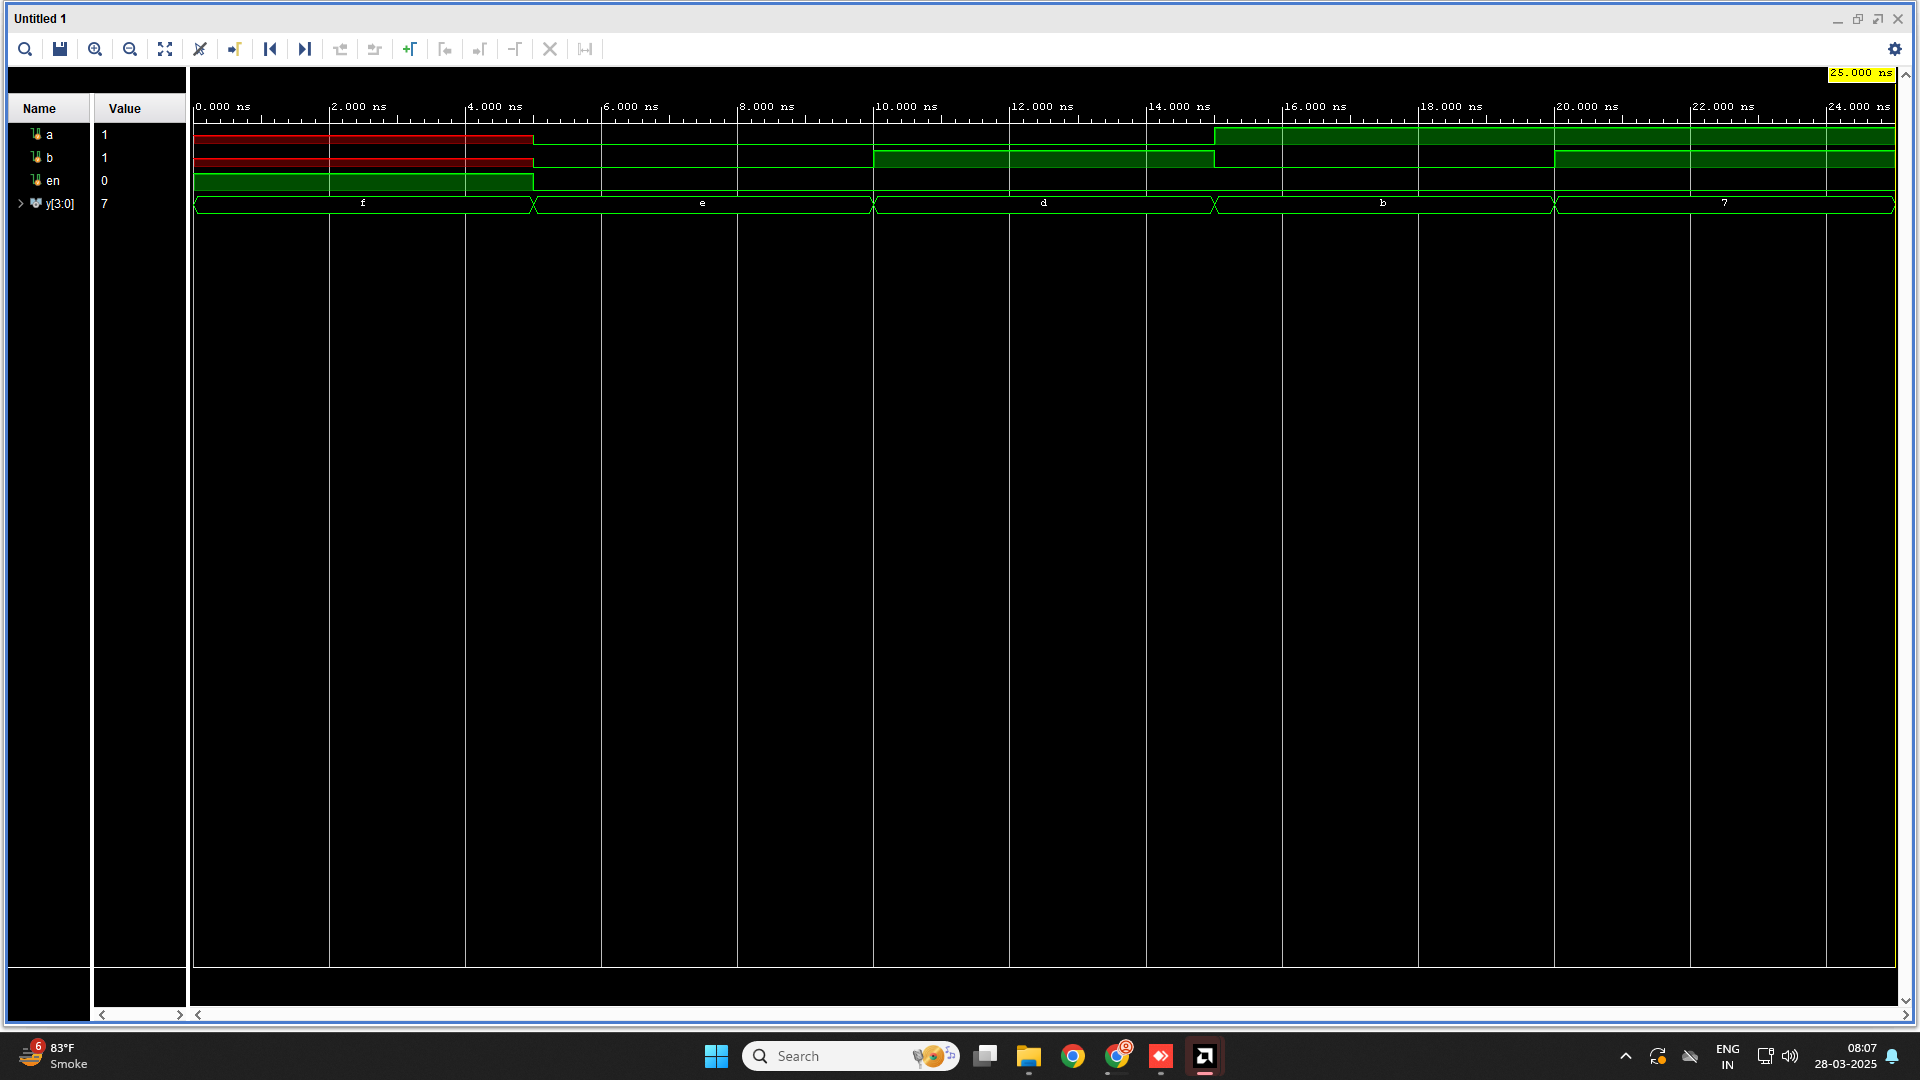 Untitled 1
25.000 ns
Name Value
0.000 ns 2.000 ns 4.000 ns 6.000 ns 8.000 ns 10.000 ns 12.000 ns 14.000 ns 16.000 ns 18.000 ns 20.000 ns 22.000 ns 24.000 ns
a 1
b 1
en 0
y[3:0] 7 f e d b 7
6
83°F
Smoke
Search
ENG
IN
08:07
28-03-2025